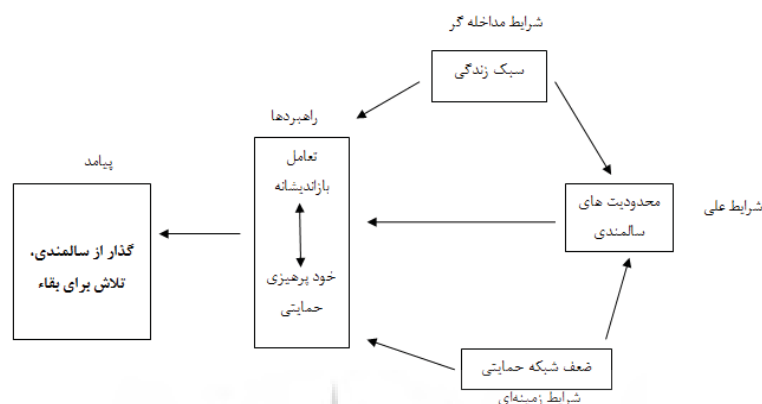 شرایط مداخله گر
سبک زندگی
راهبردها
تعامل
بازاندیشانه
خود پرهیزی
حمایتی
شرایط علی
محدودیت های
سالمندی
پیامد
گذار از سالمندی،
تلاش برای بقاء
ضعف شبکه حمایتی
شرایط زمینه‌ای